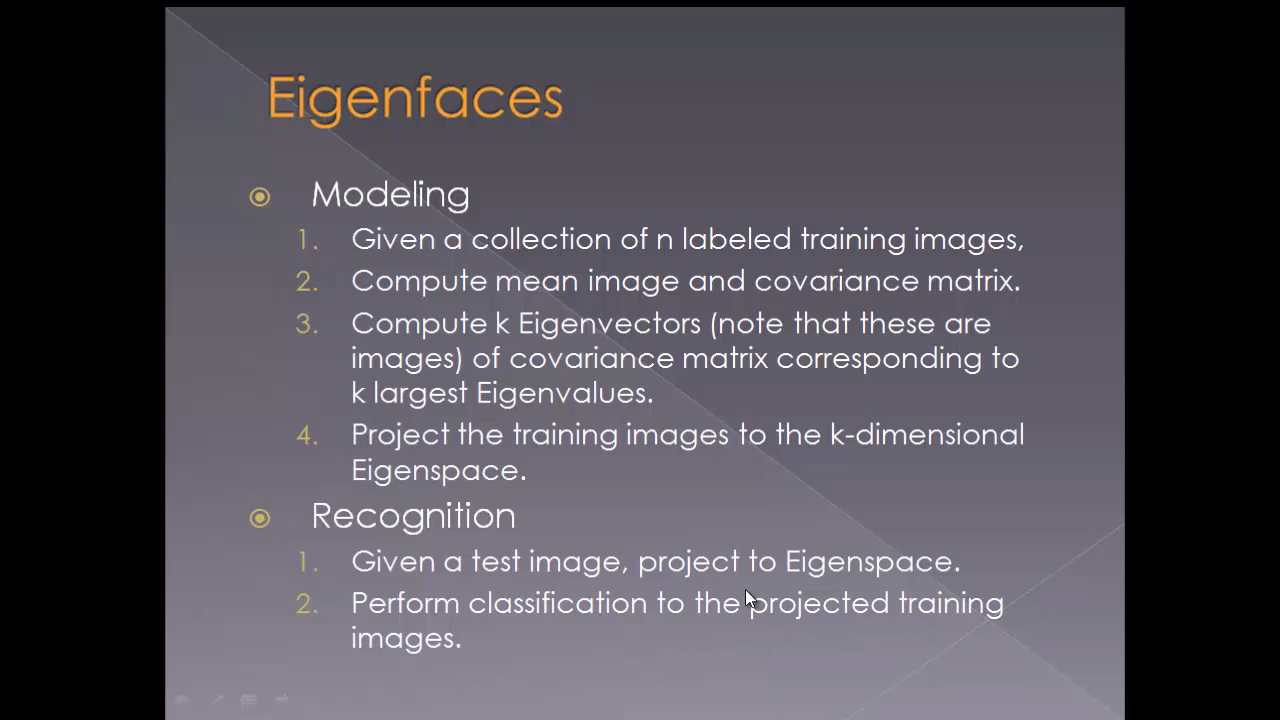 Eigenfaces
Modeling
1. Given a collection of n labeled training images,
2. Compute mean image and covariance matrix.
3. Compute k Eigenvectors (note that these are
images) of covariance matrix corresponding to
k largest Eigenvalues.
4. Project the training images to the k-dimensional
Eigenspace.
Recognition
1. Given a test image, project to Eigenspace.
2. Perform classification to the projected training
images.